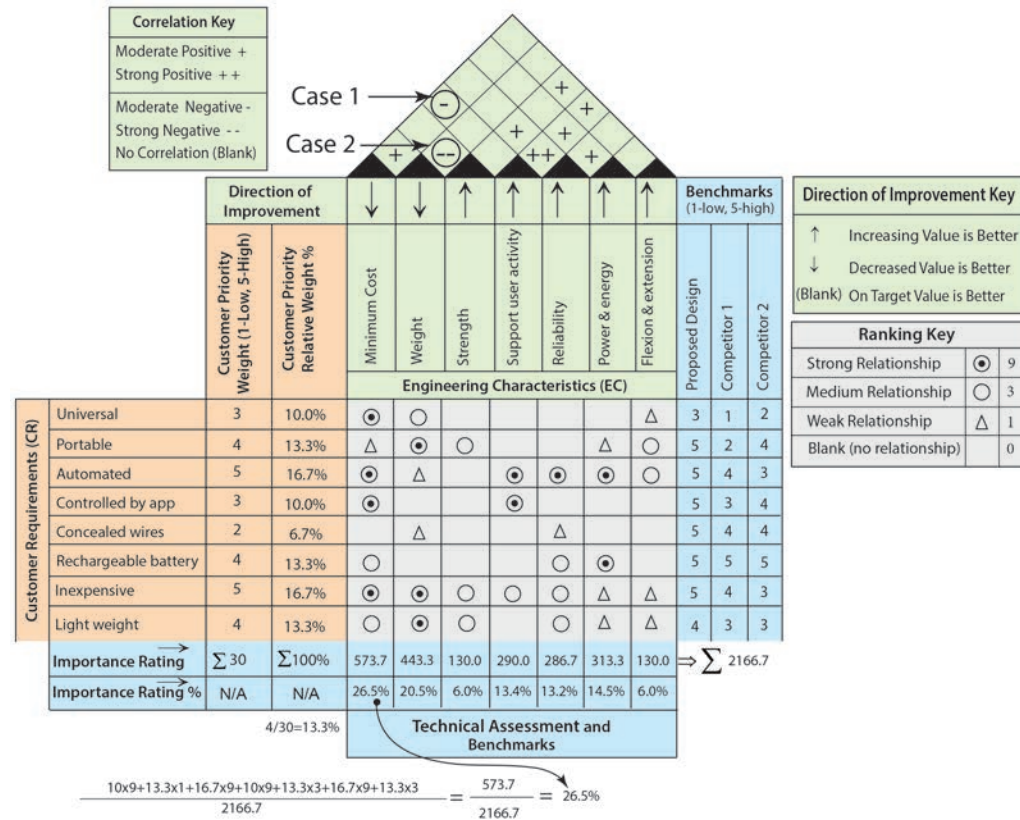 Correlation Key
Moderate Positive +
Strong Positive + +
Moderate Negative -
Strong Negative - -
No Correlation (Blank)
Case 1
-
Case 2
--
+
+
+
+
+
++
+
Direction of Improvement Key
↑ Increasing Value is Better
↓ Decreased Value is Better
(Blank) On Target Value is Better
Ranking Key
Strong Relationship 9
Medium Relationship ○ 3
Weak Relationship Δ 1
Blank (no relationship) 0
Direction of
Improvement
↓ ↓ ↑ ↑ ↑ ↑ ↑
Benchmarks
(1-low, 5-high)
Customer Priority
Weight (1-Low, 5-High)
Customer Priority
Relative Weight %
Minimum Cost
Weight
Strength
Support user activity
Reliability
Power & energy
Flexion & extension
Proposed Design
Competitor 1
Competitor 2
Engineering Characteristics (EC)
Customer Requirements (CR)
Universal 3 10.0% ⦿ ○ Δ 3 1 2
Portable 4 13.3% Δ ⦿ ○ Δ ○ 5 2 4
Automated 5 16.7% ⦿ Δ ⦿ ⦿ ⦿ ○ 5 4 3
Controlled by app 3 10.0% ⦿ ⦿ 5 3 4
Concealed wires 2 6.7% Δ Δ 5 4 4
Rechargeable battery 4 13.3% ○ ○ ⦿ 5 5 5
Inexpensive 5 16.7% ⦿ ⦿ ○ ○ ○ Δ Δ 5 4 3
Light weight 4 13.3% ○ ⦿ ○ ○ Δ Δ 4 3 3
Importance Rating → ∑ 30 ∑100% 573.7 443.3 130.0 290.0 286.7 313.3 130.0 ⇒ ∑ 2166.7
Importance Rating % → N/A N/A 26.5% 20.5% 6.0% 13.4% 13.2% 14.5% 6.0%
4/30=13.3%
Technical Assessment and
Benchmarks
10x9+13.3x1+16.7x9+10x9+13.3x3+16.7x9+13.3x3
2166.7
=
573.7
2166.7
= 26.5%